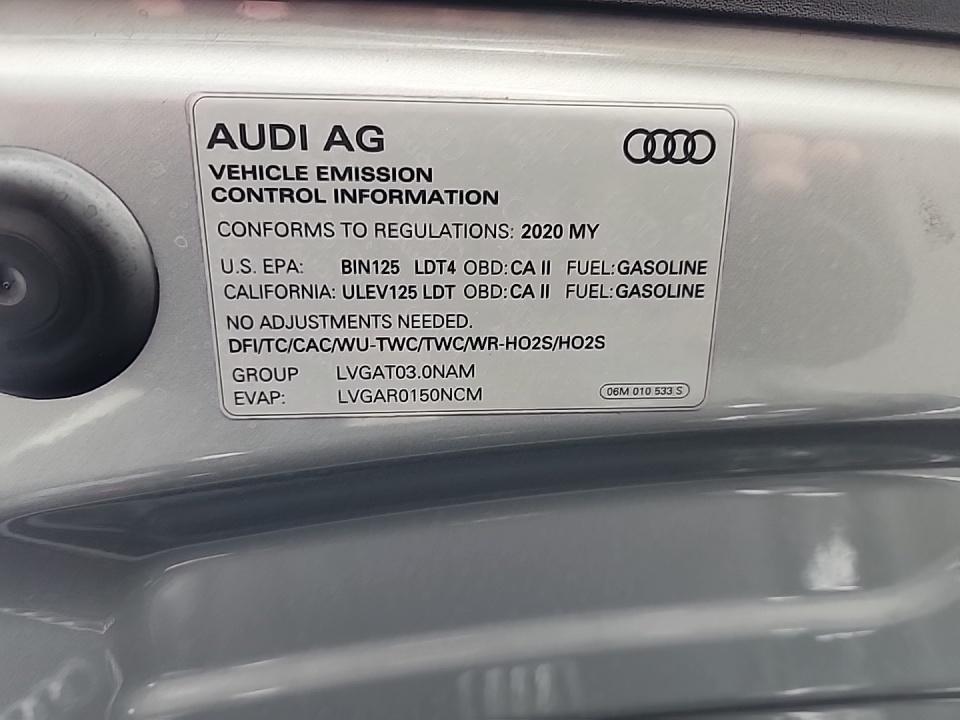 AUDI AG
VEHICLE EMISSION
CONTROL INFORMATION
CONFORMS TO REGULATIONS: 2020 MY
U.S. EPA: BIN125 LDT4 OBD: CA II FUEL: GASOLINE
CALIFORNIA: ULEV125 LDT OBD: CA II FUEL: GASOLINE
NO ADJUSTMENTS NEEDED.
DFI/TC/CAC/WU-TWC/TWC/WR-HO2S/HO2S
GROUP LVGAT03.0NAM
EVAP: LVGAR0150NCM
06M 010 533 S